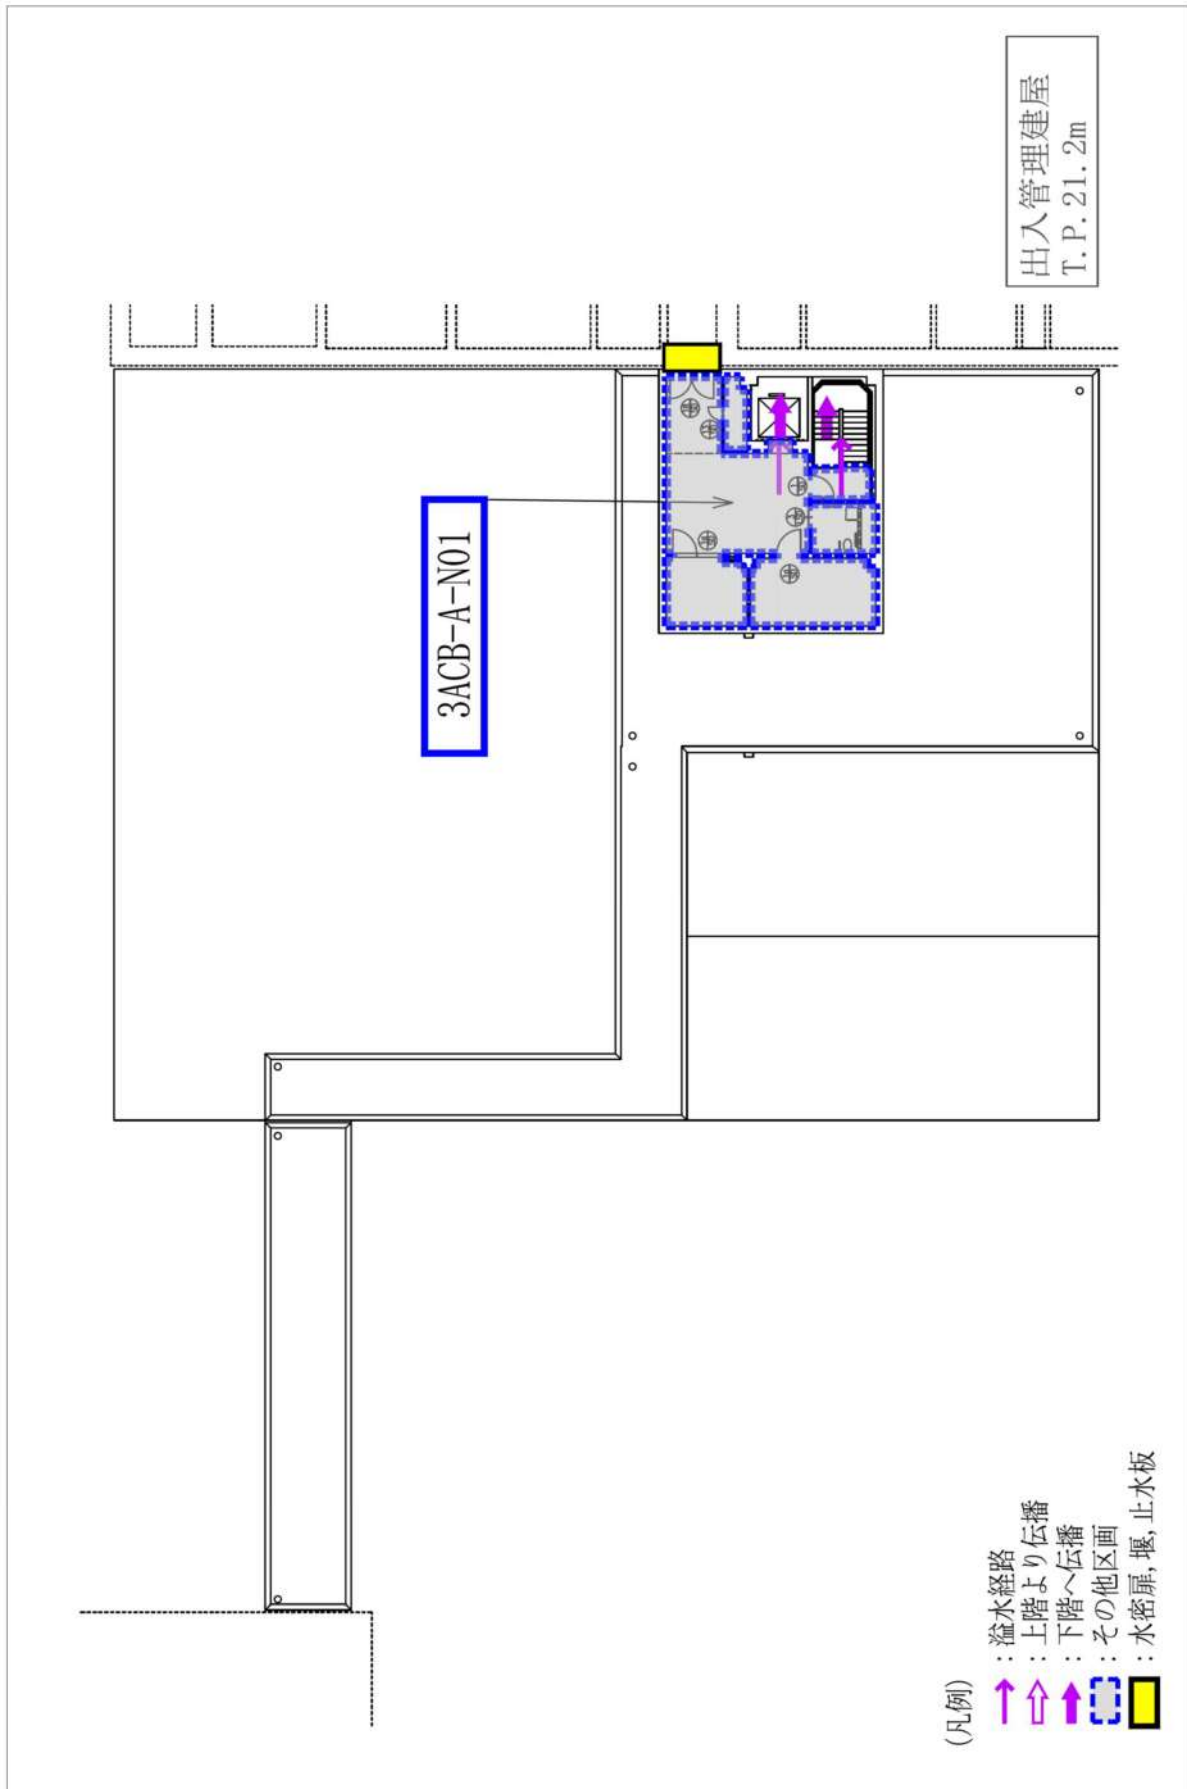 出入管理建屋
T.P.21.2m
3ACB-A-N01
(凡例)
：溢水経路
：上階より伝播
：下階へ伝播
：その他区画
：水密扉,堰,止水板